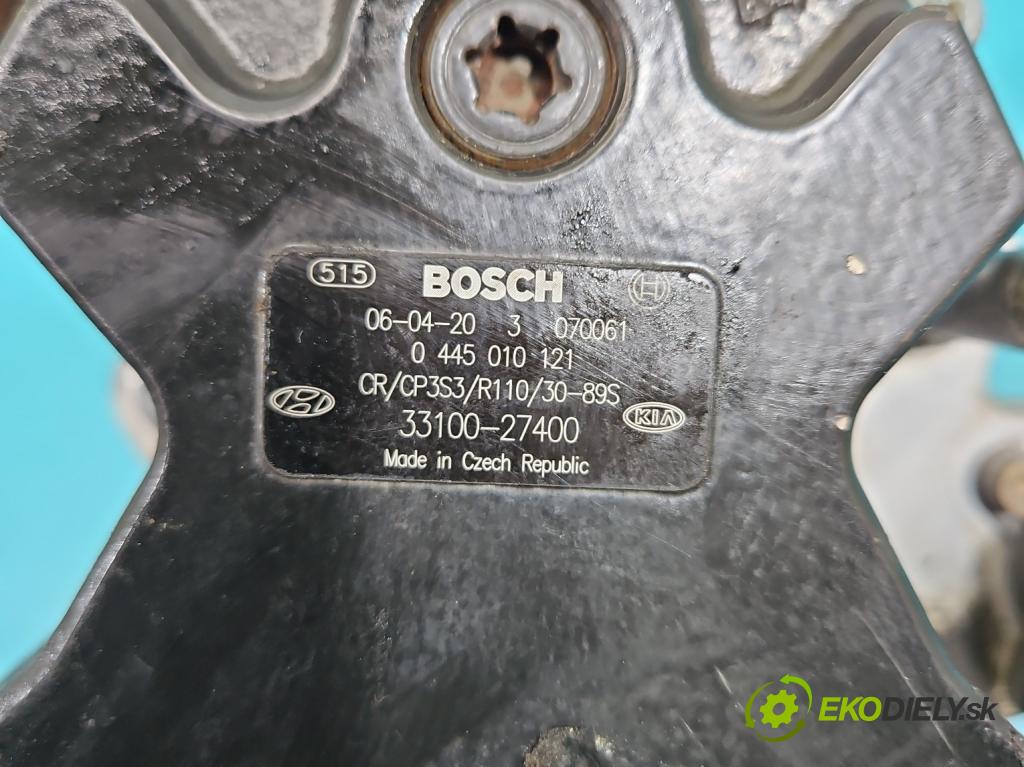 515 BOSCH
06-04-20 3 070061
0 445 010 121
CR/CP3S3/R110/30-89S
33100-27400 KIA
Made in Czech Republic
EKODIELY.sk